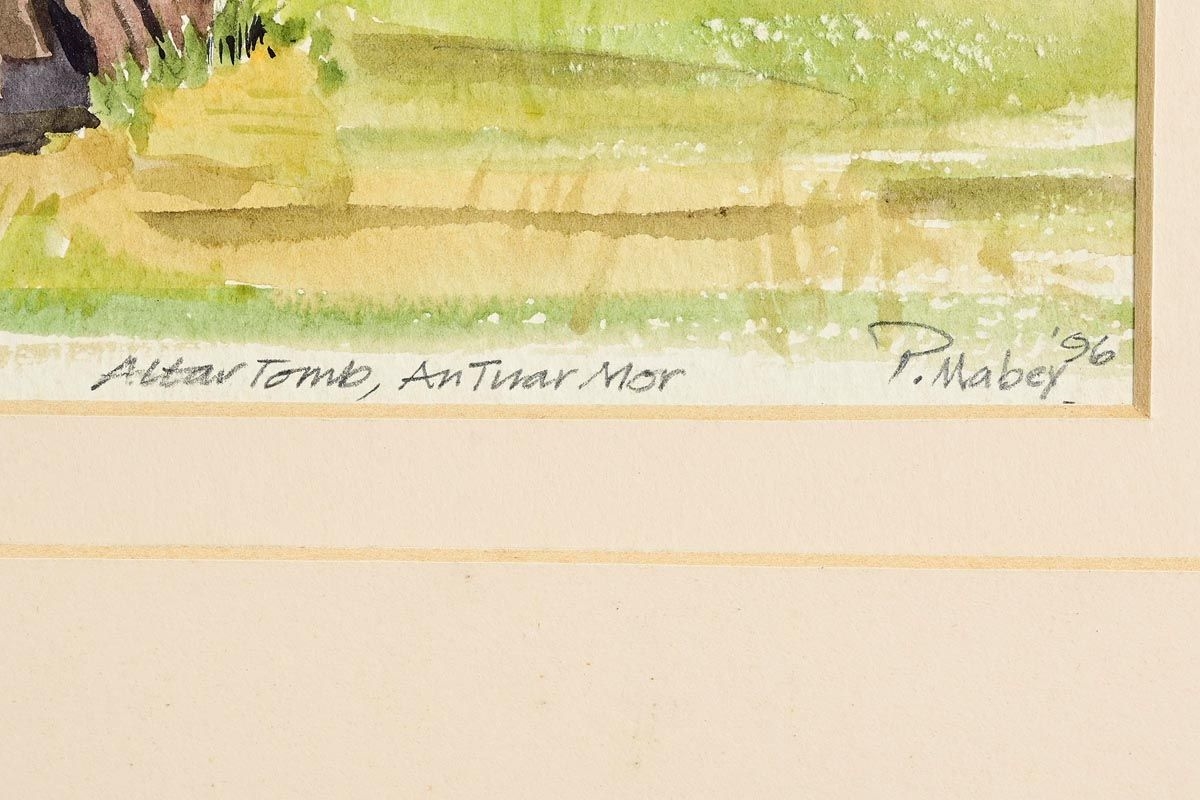 Altar Tomb, An Tuar Mor
P. Mabey '96